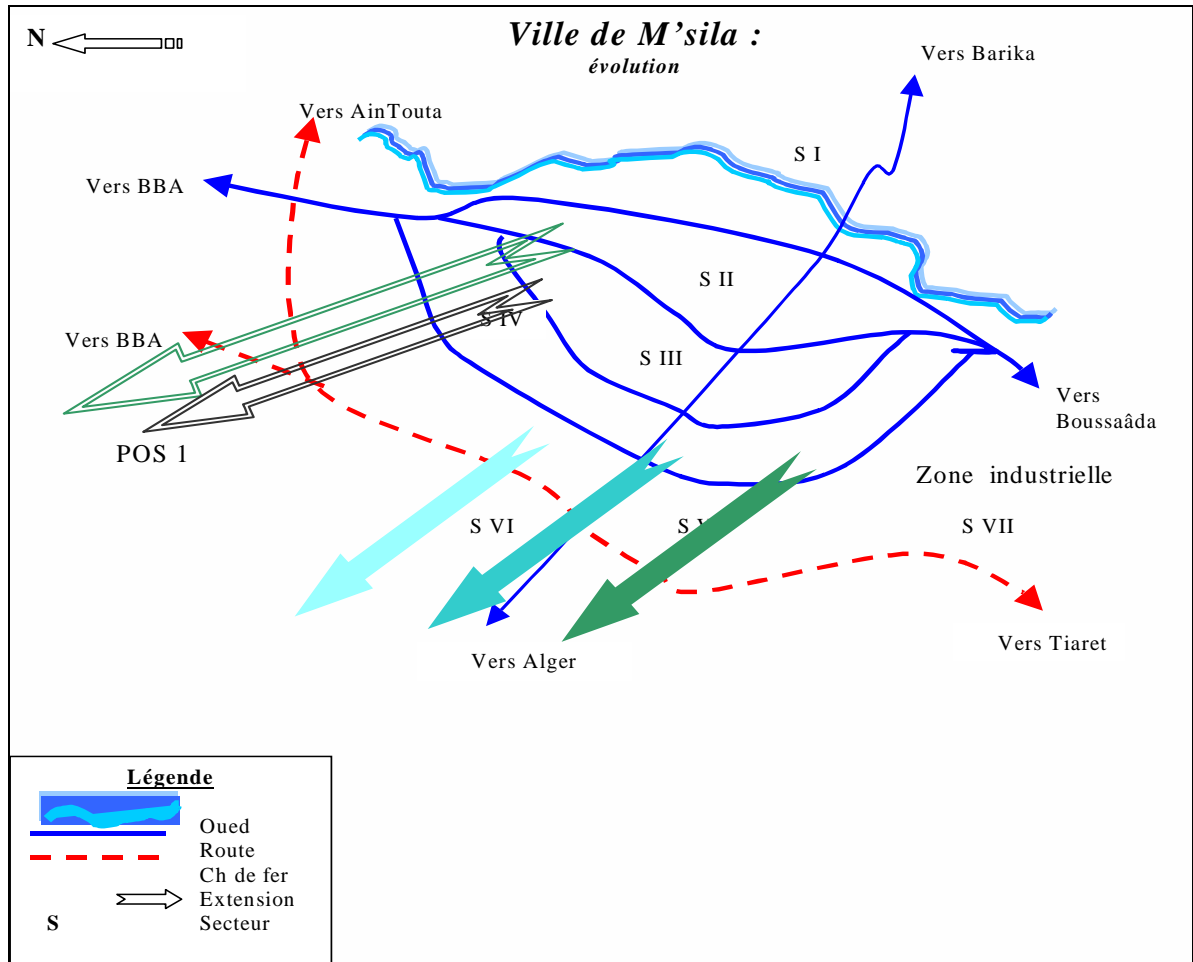 N
Ville de M'sila :
évolution
Vers Barika
Vers AinTouta
S I
Vers BBA
S II
S IV
Vers BBA
S III
Vers
Boussaâda
POS 1
Zone industrielle
S VI
S
S VII
Vers Alger
Vers Tiaret
Légende
Oued
Route
Ch de fer
Extension
S Secteur